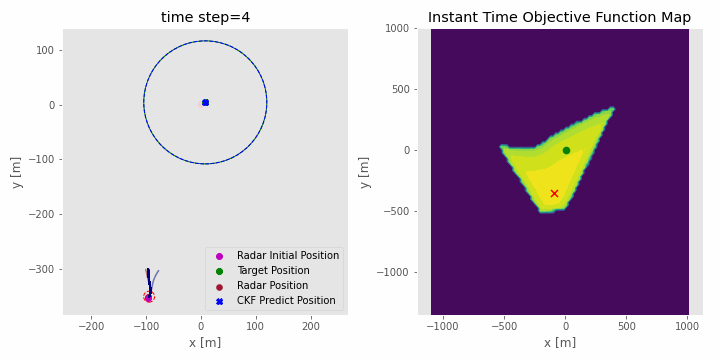 time step=4
100
0
−100
−200
−300
y [m]
−200
−100
0
100
200
x [m]
Radar Initial Position
Target Position
Radar Position
CKF Predict Position
Instant Time Objective Function Map
1000
500
0
−500
−1000
y [m]
−1000
−500
0
500
1000
x [m]